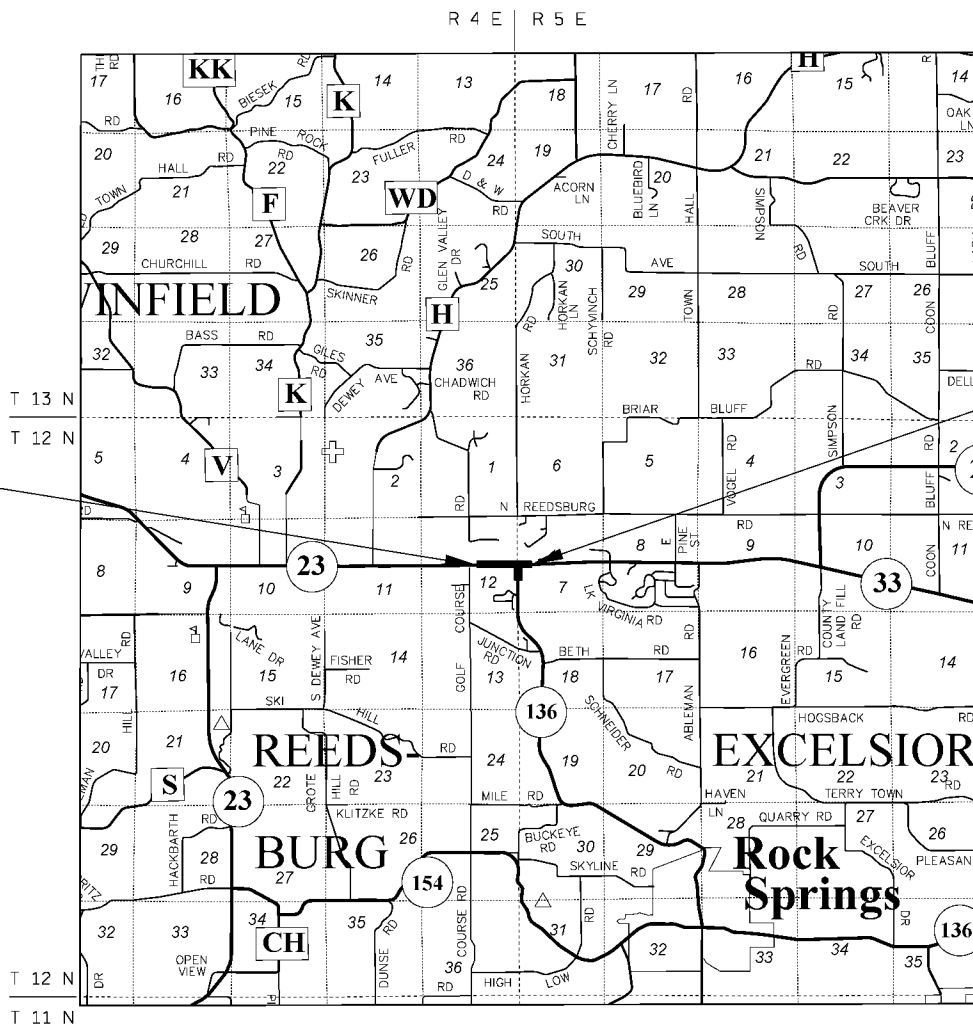 R 4 E R 5 E
17 KK RD 14 13 H 15 14
16 BIESEK 15 K 18 CHERRY LN 17 RD 16 OAK LN
RD PINE ROCK RD
20 HALL RD 22 23 FULLER RD 24 19 21 22 23
TOWN 21 F WD D & W RD ACORN LN BLUEBIRD LN 20 HALL SIMPSON BEAVER CRK DR
29 28 27 26 RD GLEN VALLEY DR SOUTH RD BLUFF
CHURCHILL RD SKINNER 25 30 AVE SOUTH
INFIELD H HORKAN LN SCHYVINCH RD 29 TOWN 28 27 26 COON
32 BASS RD 35 RD RD
33 34 GILES RD 36 31 32 33 34 35
K DEWEY AVE CHADWICH RD HORKAN RD DELL
T 13 N BRIAR BLUFF
T 12 N SIMPSON RD
5 4 V 3 2 1 6 5 VOGEL RD 4 3 2 BLUFF
RD RD N REEDSBURG RD N RE
8 E PINE ST. 9 10 11 COON
23 33
8 9 10 11 12 7 LK VIRGINIA RD COUNTY LAND FILL RD
VALLEY DR RD LANE DR S DEWEY AVE COURSE JUNCTION RD BETH RD RD
17 16 15 FISHER RD 14 GOLF 13 18 17 16 EVERGREEN RD 15 14
HILL SKI HILL RD 136 SCHNEIDER RD ABLEMAN HOGSBACK RD
20 21 REEDS- EXCELSIOR
MAN S 23 22 GROTE HILL RD 23 24 19 20 21 22 23
KLITZKE RD MILE RD HAVEN LN TERRY TOWN RD
29 HACKBARTH RD 28 BURG 26 25 BUCKEYE RD 30 29 28 QUARRY RD 27 26
RITZ RD 27 154 SKYLINE RD Rock Springs EXCELSIOR DR PLEASAN
32 33 34 CH 35 COURSE RD 31 RD 32 33 34 35 136
DR OPEN VIEW DUNSE RD 36 RD HIGH LOW
T 12 N
T 11 N